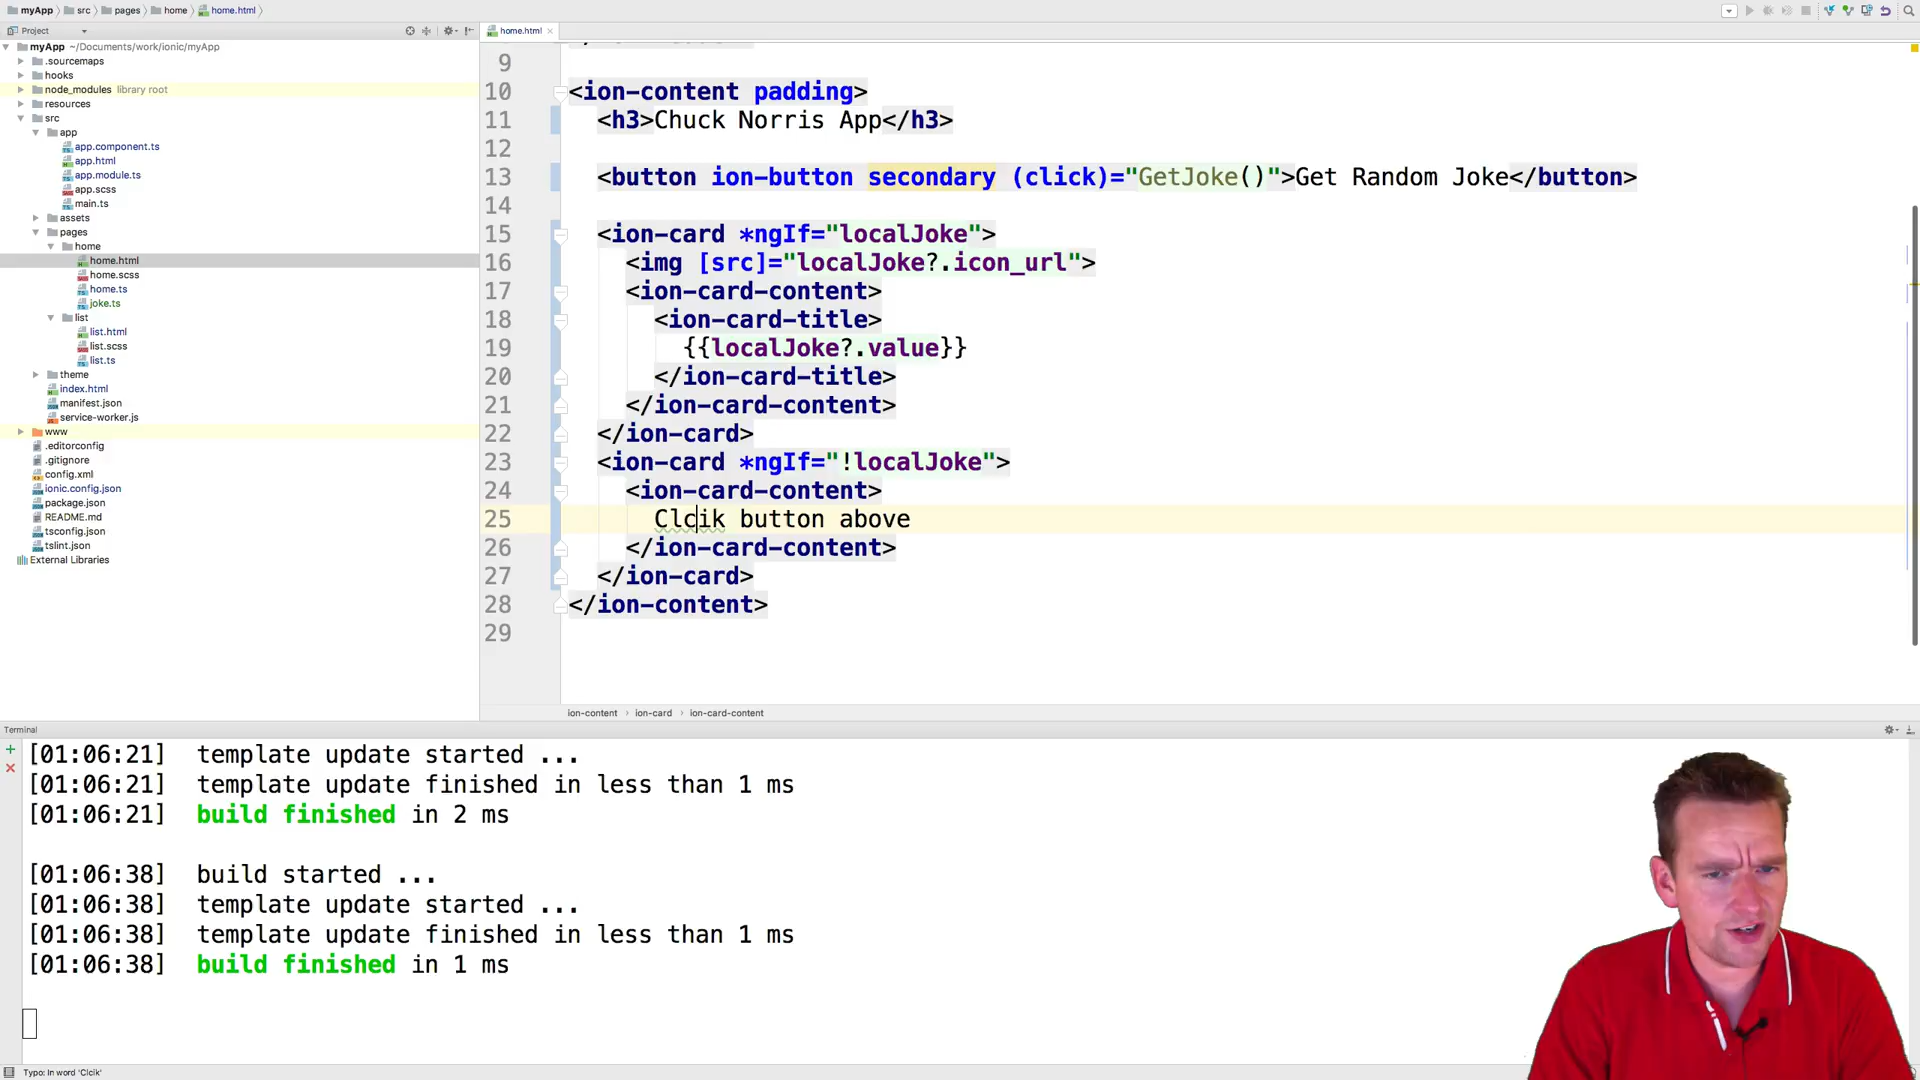 myApp src pages home home.html
Project
home.html
myApp ~/Documents/work/ionic/myApp
.sourcemaps
hooks
node_modules library root
resources
src
app
app.component.ts
app.html
app.module.ts
app.scss
main.ts
assets
pages
home
home.html
home.scss
home.ts
joke.ts
list
list.html
list.scss
list.ts
theme
index.html
manifest.json
service-worker.js
www
.editorconfig
.gitignore
config.xml
ionic.config.json
package.json
README.md
tsconfig.json
tslint.json
External Libraries
9
10 <ion-content padding>
11 <h3>Chuck Norris App</h3>
12
13 <button ion-button secondary (click)="GetJoke()">Get Random Joke</button>
14
15 <ion-card *ngIf="localJoke">
16 <img [src]="localJoke?.icon_url">
17 <ion-card-content>
18 <ion-card-title>
19 {{localJoke?.value}}
20 </ion-card-title>
21 </ion-card-content>
22 </ion-card>
23 <ion-card *ngIf="!localJoke">
24 <ion-card-content>
25 Clcik button above
26 </ion-card-content>
27 </ion-card>
28 </ion-content>
29
ion-content › ion-card › ion-card-content
Terminal
[01:06:21] template update started ...
[01:06:21] template update finished in less than 1 ms
[01:06:21] build finished in 2 ms
[01:06:38] build started ...
[01:06:38] template update started ...
[01:06:38] template update finished in less than 1 ms
[01:06:38] build finished in 1 ms
Typo: In word 'Clcik'